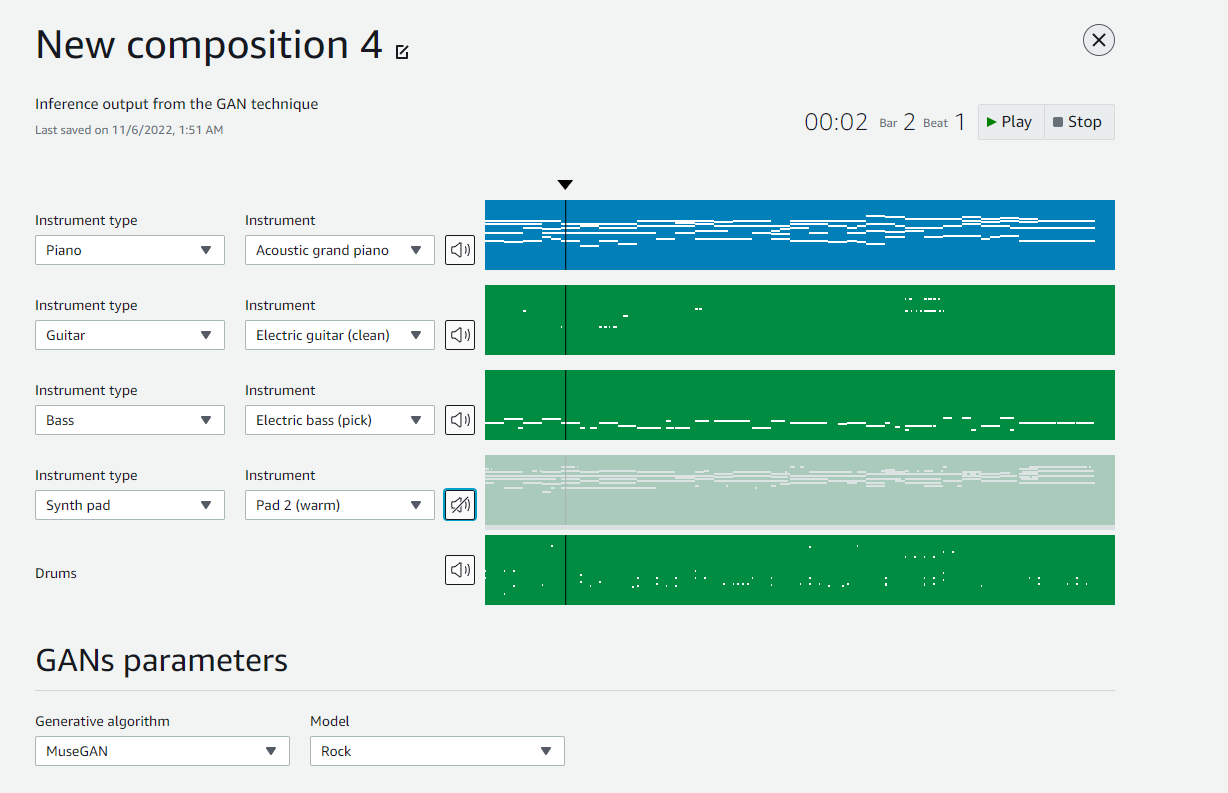 New composition 4
Inference output from the GAN technique
Last saved on 11/6/2022, 1:51 AM
00:02 Bar 2 Beat 1 Play Stop
Instrument type Instrument
Piano Acoustic grand piano
Instrument type Instrument
Guitar Electric guitar (clean)
Instrument type Instrument
Bass Electric bass (pick)
Instrument type Instrument
Synth pad Pad 2 (warm)
Drums
GANs parameters
Generative algorithm Model
MuseGAN Rock